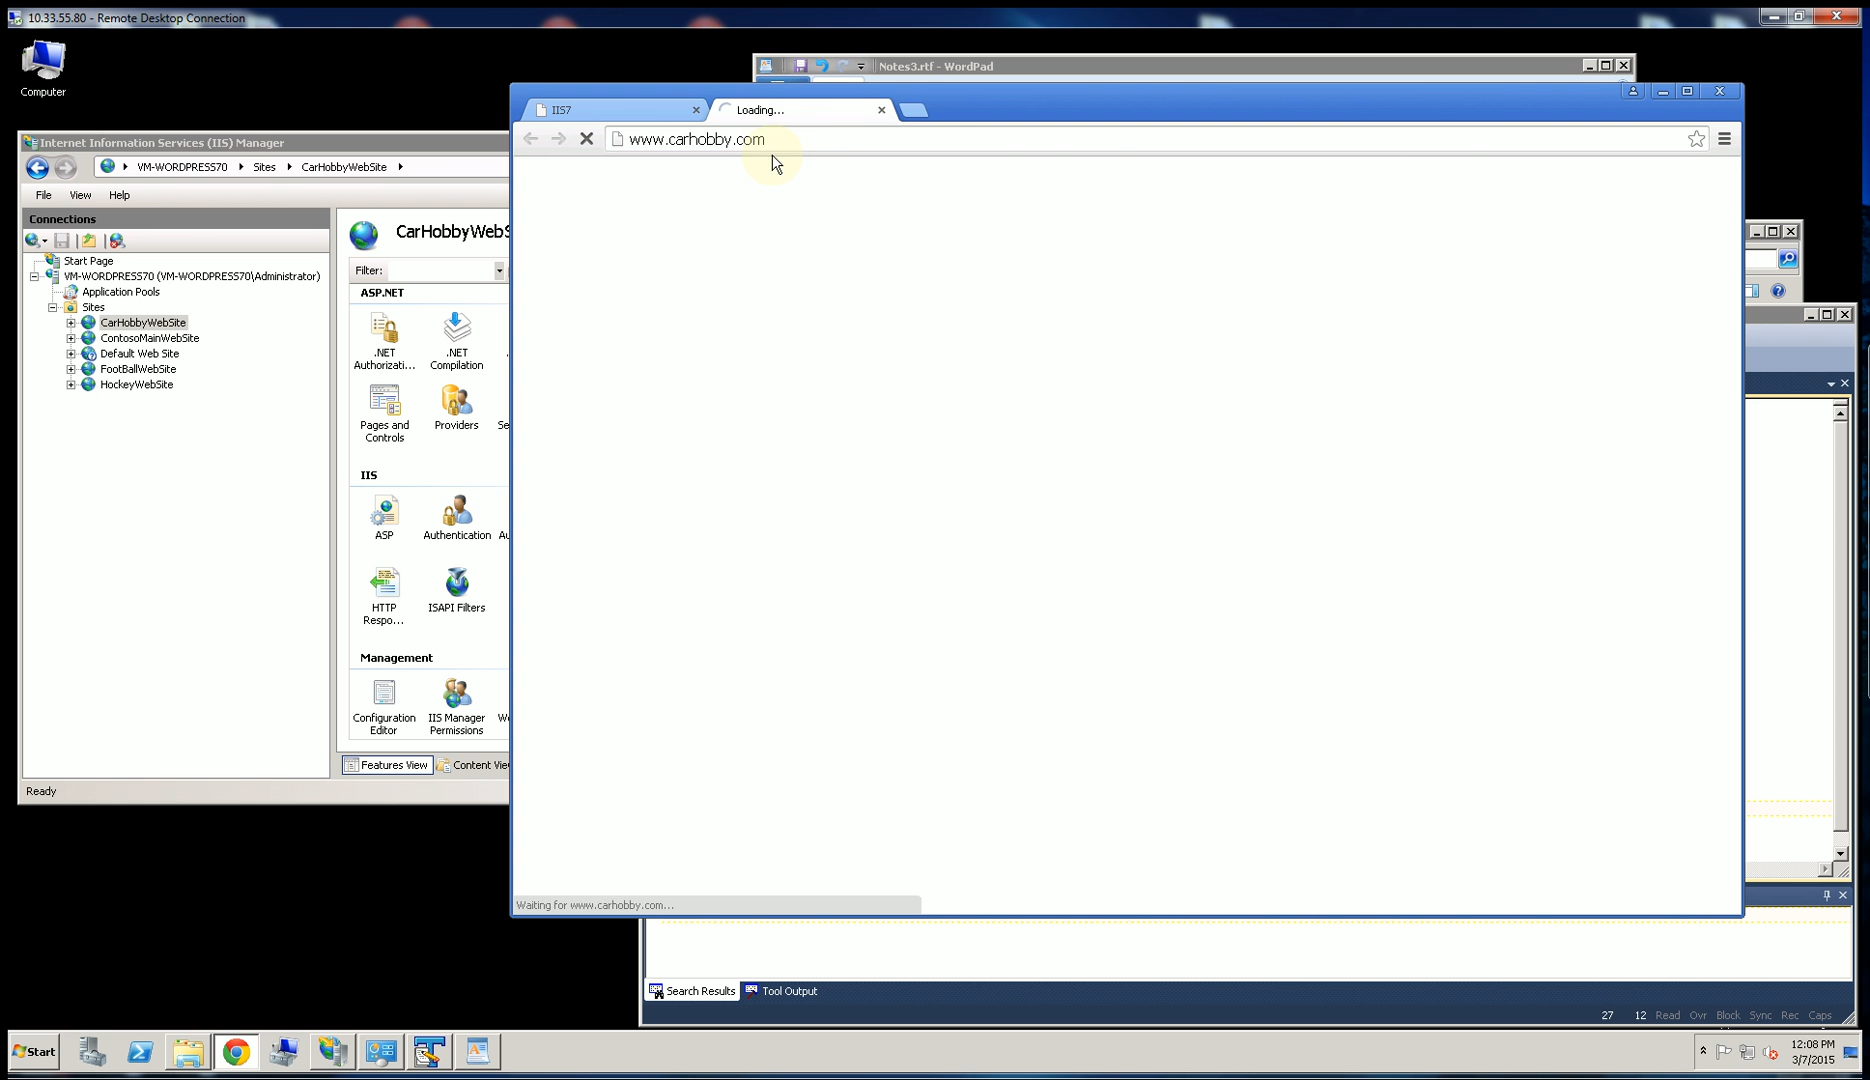 10.33.55.80 - Remote Desktop Connection
Computer
Notes3.rtf - WordPad
IIS7
Loading...
www.carhobby.com
Internet Information Services (IIS) Manager
VM-WORDPRESS70
Sites
CarHobbyWebSite
File
View
Help
Connections
Start Page
VM-WORDPRESS70 (VM-WORDPRESS70\Administrator)
Application Pools
Sites
CarHobbyWebSite
ContosoMainWebSite
Default Web Site
FootBallWebSite
HockeyWebSite
CarHobbyWebS
Filter:
ASP.NET
.NET Authorizati...
.NET Compilation
Pages and Controls
Providers
Se
IIS
ASP
Authentication
Au
HTTP Respo...
ISAPI Filters
Management
Configuration Editor
IIS Manager Permissions
Features View
Content Vie
Ready
Waiting for www.carhobby.com...
Search Results
Tool Output
27 12 Read Ovr Block Sync Rec Caps
Start
12:08 PM
3/7/2015